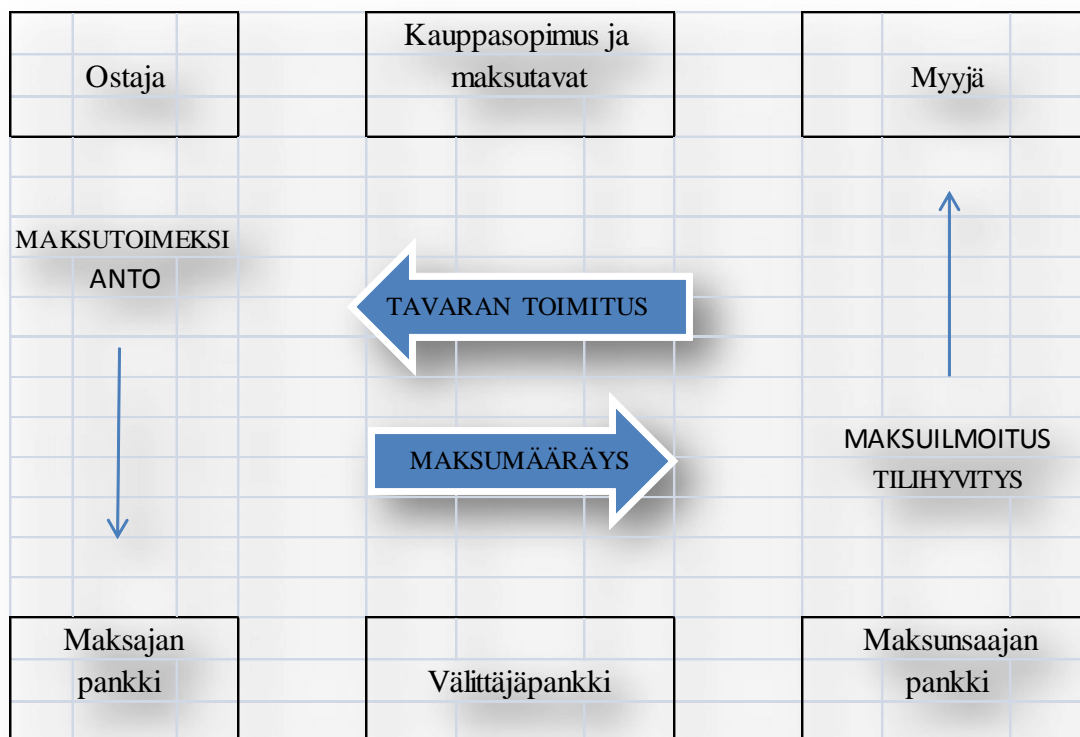 Ostaja
Kauppasopimus ja
maksutavat
Myyjä
MAKSUTOIMEKSI
ANTO
TAVARAN TOIMITUS
MAKSUMÄÄRÄYS
MAKSUILMOITUS
TILIHYVITYS
Maksajan
pankki
Välittäjäpankki
Maksunsaajan
pankki